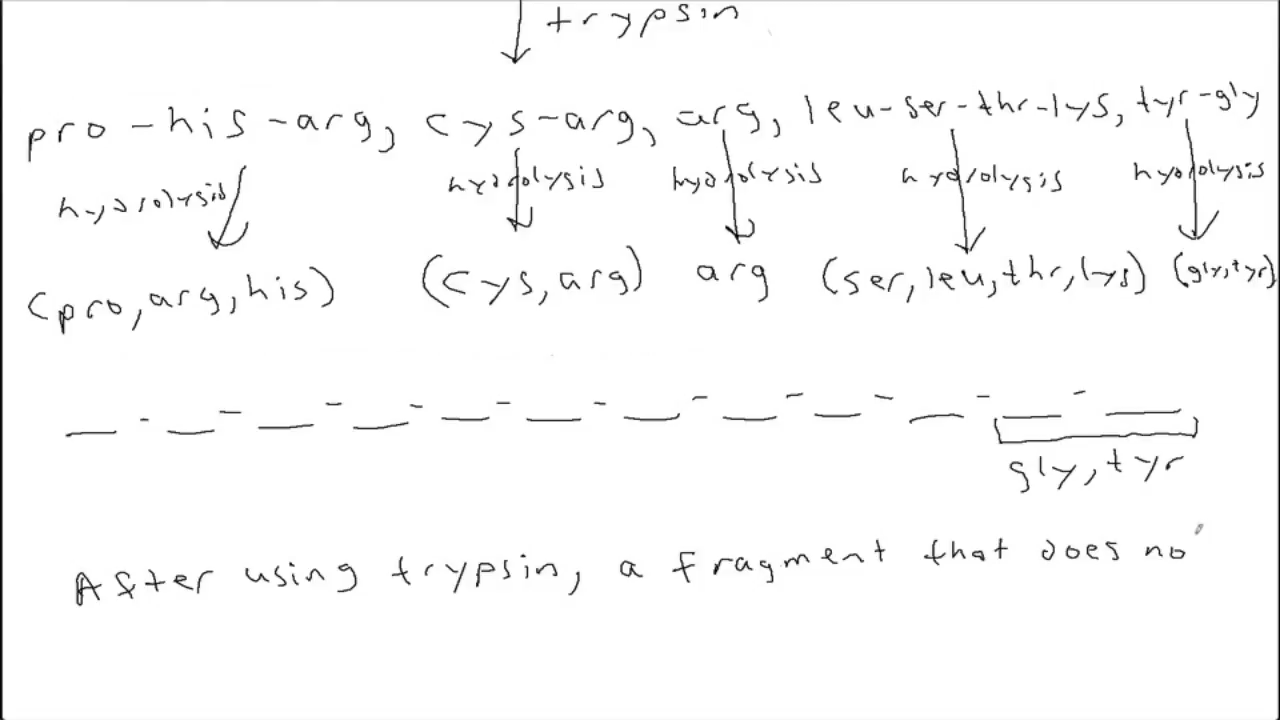 trypsin
pro-his-arg, cys-arg, arg, leu-ser-thr-lys, tyr-gly
hydrolysis hydrolysis hydrolysis hydrolysis hydrolysis
(pro,arg,his) (cys,arg) arg (ser,leu,thr,lys) (gly,tyr)
gly,tyr
After using trypsin, a fragment that does no